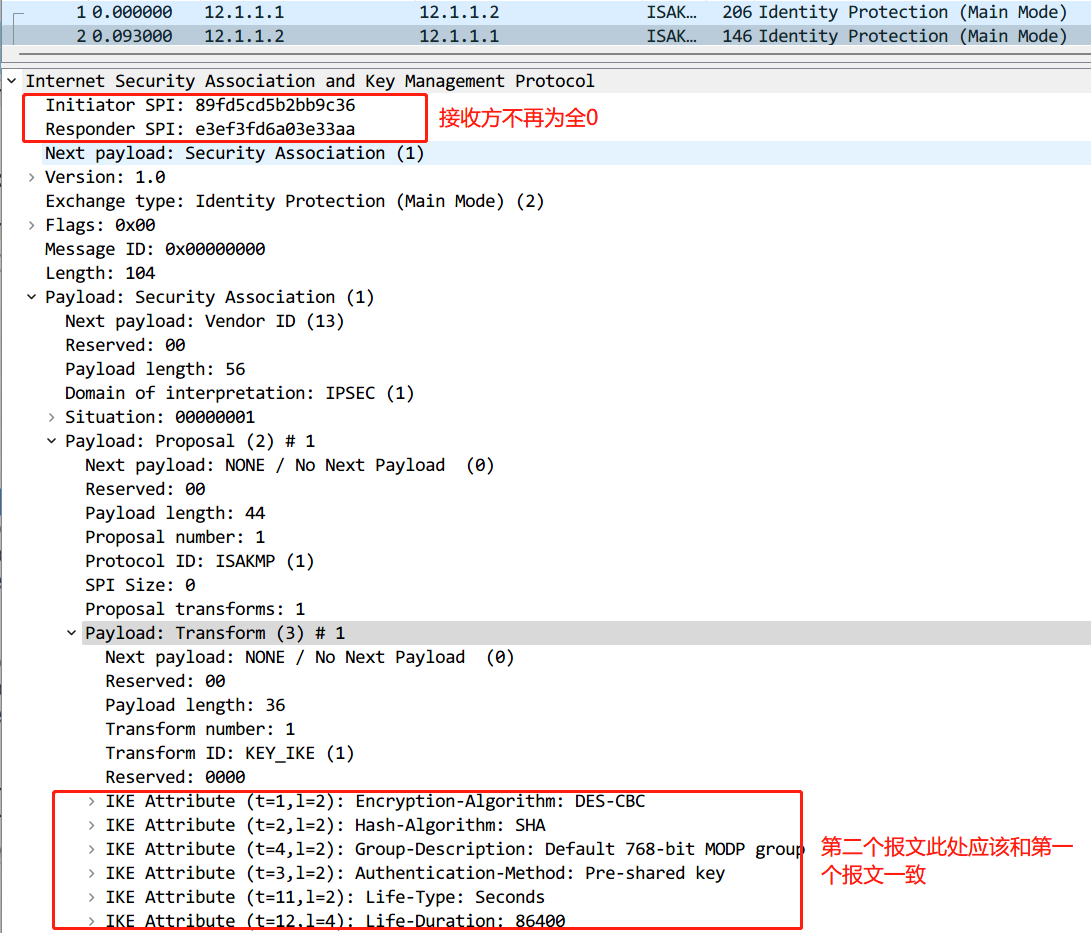 1 0.000000 12.1.1.1 12.1.1.2 ISAK… 206 Identity Protection (Main Mode)
2 0.093000 12.1.1.2 12.1.1.1 ISAK… 146 Identity Protection (Main Mode)
Internet Security Association and Key Management Protocol
Initiator SPI: 89fd5cd5b2bb9c36
Responder SPI: e3ef3fd6a03e33aa
接收方不再为全0
Next payload: Security Association (1)
Version: 1.0
Exchange type: Identity Protection (Main Mode) (2)
Flags: 0x00
Message ID: 0x00000000
Length: 104
Payload: Security Association (1)
Next payload: Vendor ID (13)
Reserved: 00
Payload length: 56
Domain of interpretation: IPSEC (1)
Situation: 00000001
Payload: Proposal (2) # 1
Next payload: NONE / No Next Payload  (0)
Reserved: 00
Payload length: 44
Proposal number: 1
Protocol ID: ISAKMP (1)
SPI Size: 0
Proposal transforms: 1
Payload: Transform (3) # 1
Next payload: NONE / No Next Payload  (0)
Reserved: 00
Payload length: 36
Transform number: 1
Transform ID: KEY_IKE (1)
Reserved: 0000
IKE Attribute (t=1,l=2): Encryption-Algorithm: DES-CBC
IKE Attribute (t=2,l=2): Hash-Algorithm: SHA
IKE Attribute (t=4,l=2): Group-Description: Default 768-bit MODP group
IKE Attribute (t=3,l=2): Authentication-Method: Pre-shared key
IKE Attribute (t=11,l=2): Life-Type: Seconds
IKE Attribute (t=12,l=4): Life-Duration: 86400
第二个报文此处应该和第一
个报文一致